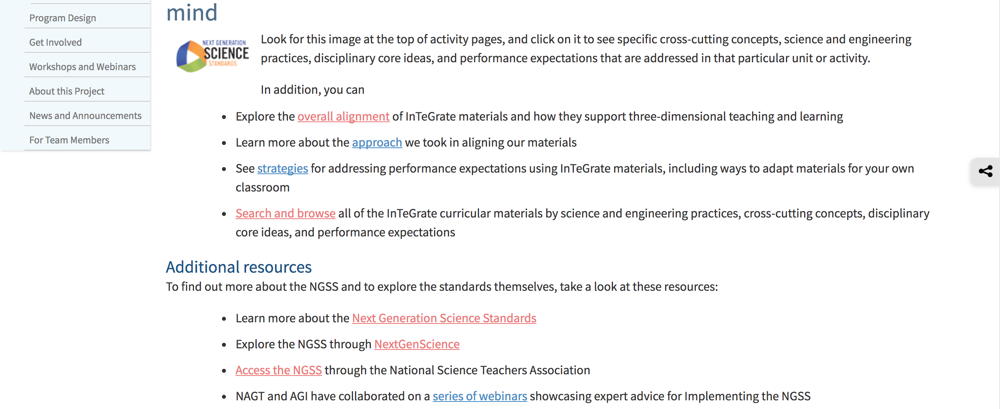 Program Design
Get Involved
Workshops and Webinars
About this Project
News and Announcements
For Team Members
mind
NEXT GENERATION
SCIENCE
STANDARDS
Look for this image at the top of activity pages, and click on it to see specific cross-cutting concepts, science and engineering
practices, disciplinary core ideas, and performance expectations that are addressed in that particular unit or activity.
In addition, you can
• Explore the overall alignment of InTeGrate materials and how they support three-dimensional teaching and learning
• Learn more about the approach we took in aligning our materials
• See strategies for addressing performance expectations using InTeGrate materials, including ways to adapt materials for your own
classroom
• Search and browse all of the InTeGrate curricular materials by science and engineering practices, cross-cutting concepts, disciplinary
core ideas, and performance expectations
Additional resources
To find out more about the NGSS and to explore the standards themselves, take a look at these resources:
• Learn more about the Next Generation Science Standards
• Explore the NGSS through NextGenScience
• Access the NGSS through the National Science Teachers Association
• NAGT and AGI have collaborated on a series of webinars showcasing expert advice for Implementing the NGSS